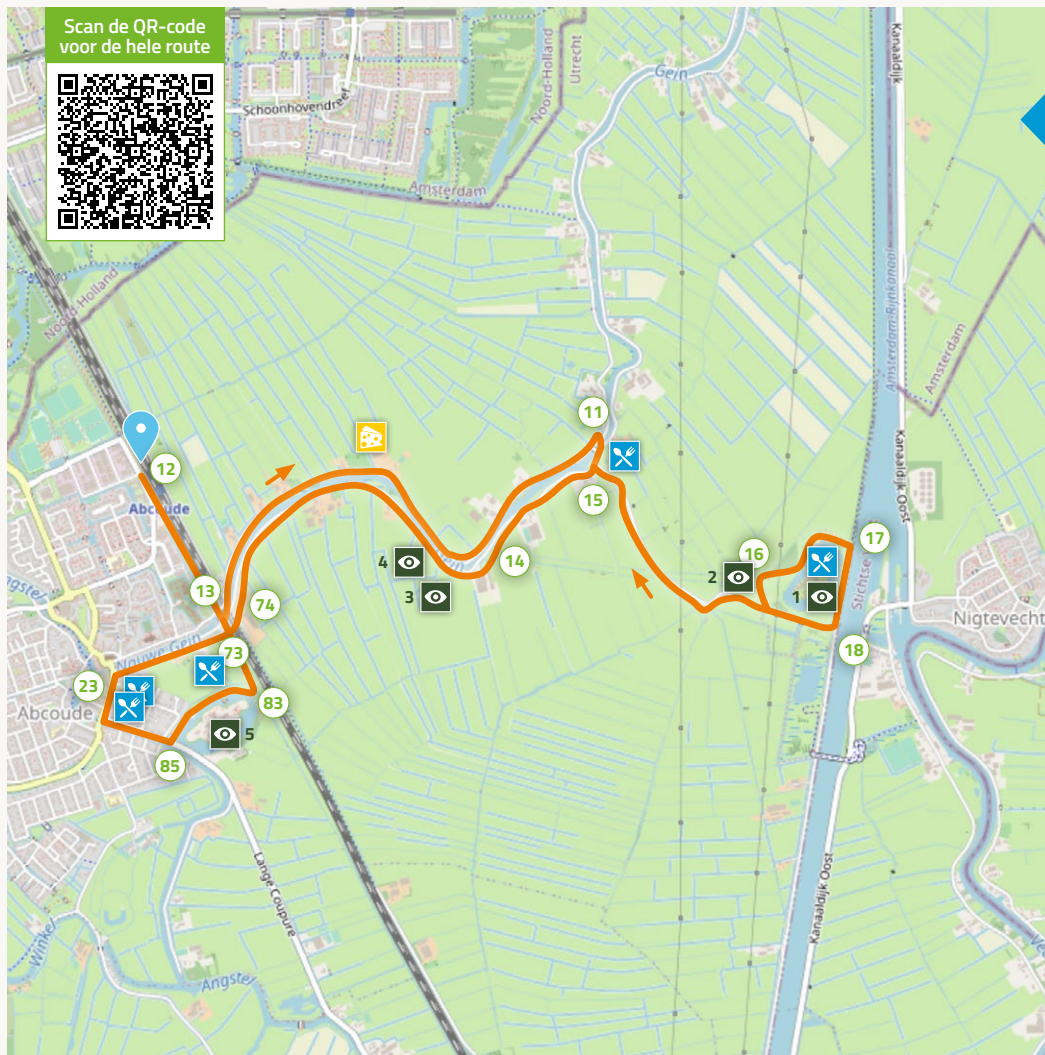 Scan de QR-code
voor de hele route
Schoonhovendreef
Noord-Holland
Utrecht
Gein
Kanaaldijk
Amsterdam
Noord-Holland
Amsterdam-Rijnkanaal
Amsterdam
11
12
Abcoude
15
Kanaaldijk Oost
17
16
2
1
Stichtse
4
3
14
13
74
Nigtevecht
Angstel
Nauwe Gein
73
18
23
83
Abcoude
5
85
Lange Coupure
Kanaaldijk Oost
Winkel
Angstel